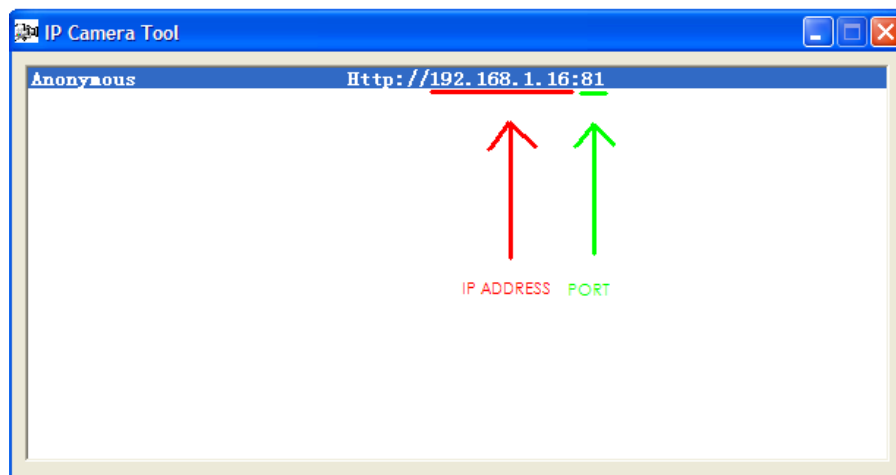 IP Camera Tool
Anonymous Http://192.168.1.16:81
IP ADDRESS PORT